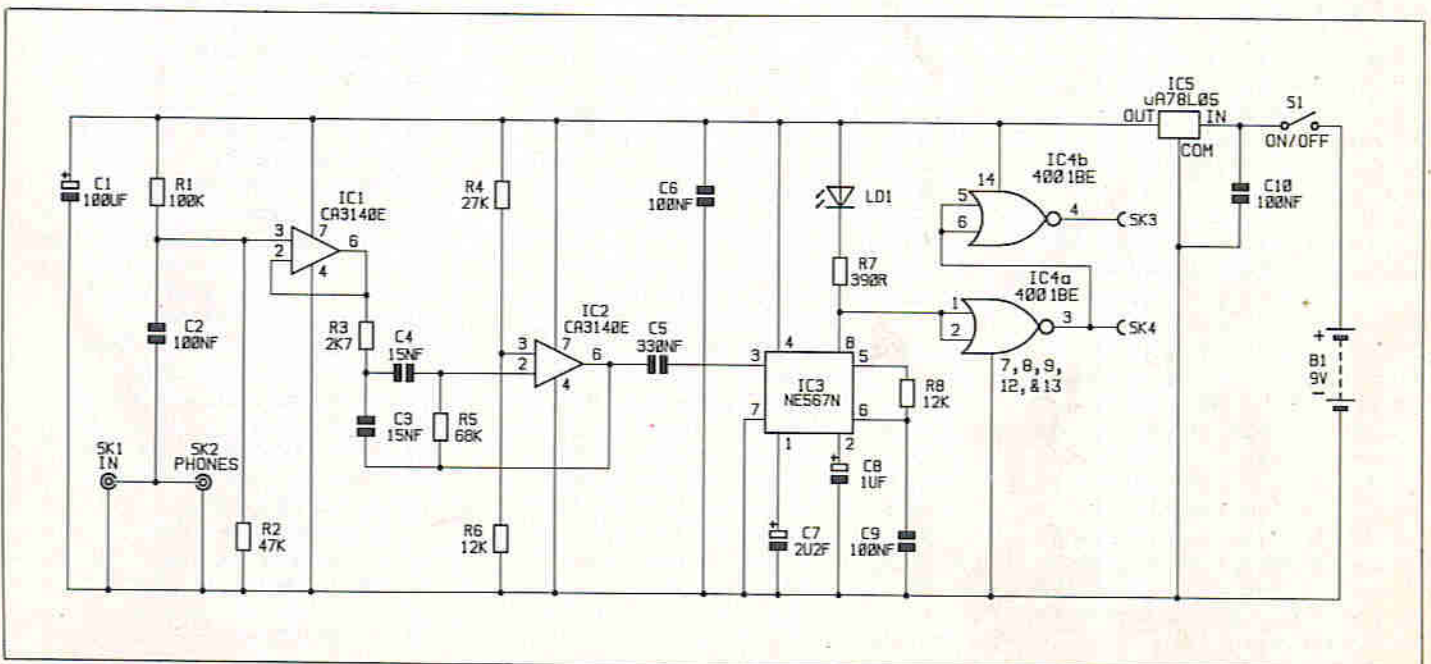 IC5
uA78L05
OUT
IN
COM
S1
ON/OFF
+
C1
100UF
R1
100K
IC1
CA3140E
3
2
7
6
4
R4
27K
C6
100NF
LD1
IC4b
4001BE
14
5
6
4
SK3
C10
100NF
C2
100NF
R3
2K7
C4
15NF
IC2
CA3140E
3
2
7
6
4
C5
330NF
R7
390R
IC4a
4001BE
1
2
3
SK4
7,8,9,
12,&13
C3
15NF
R5
68K
3
4
8
5
IC3
NE567N
7
6
1
2
R8
12K
+
B1
9V
-
SK1
IN
SK2
PHONES
R2
47K
R6
12K
+
C7
2U2F
+
C8
1UF
C9
100NF